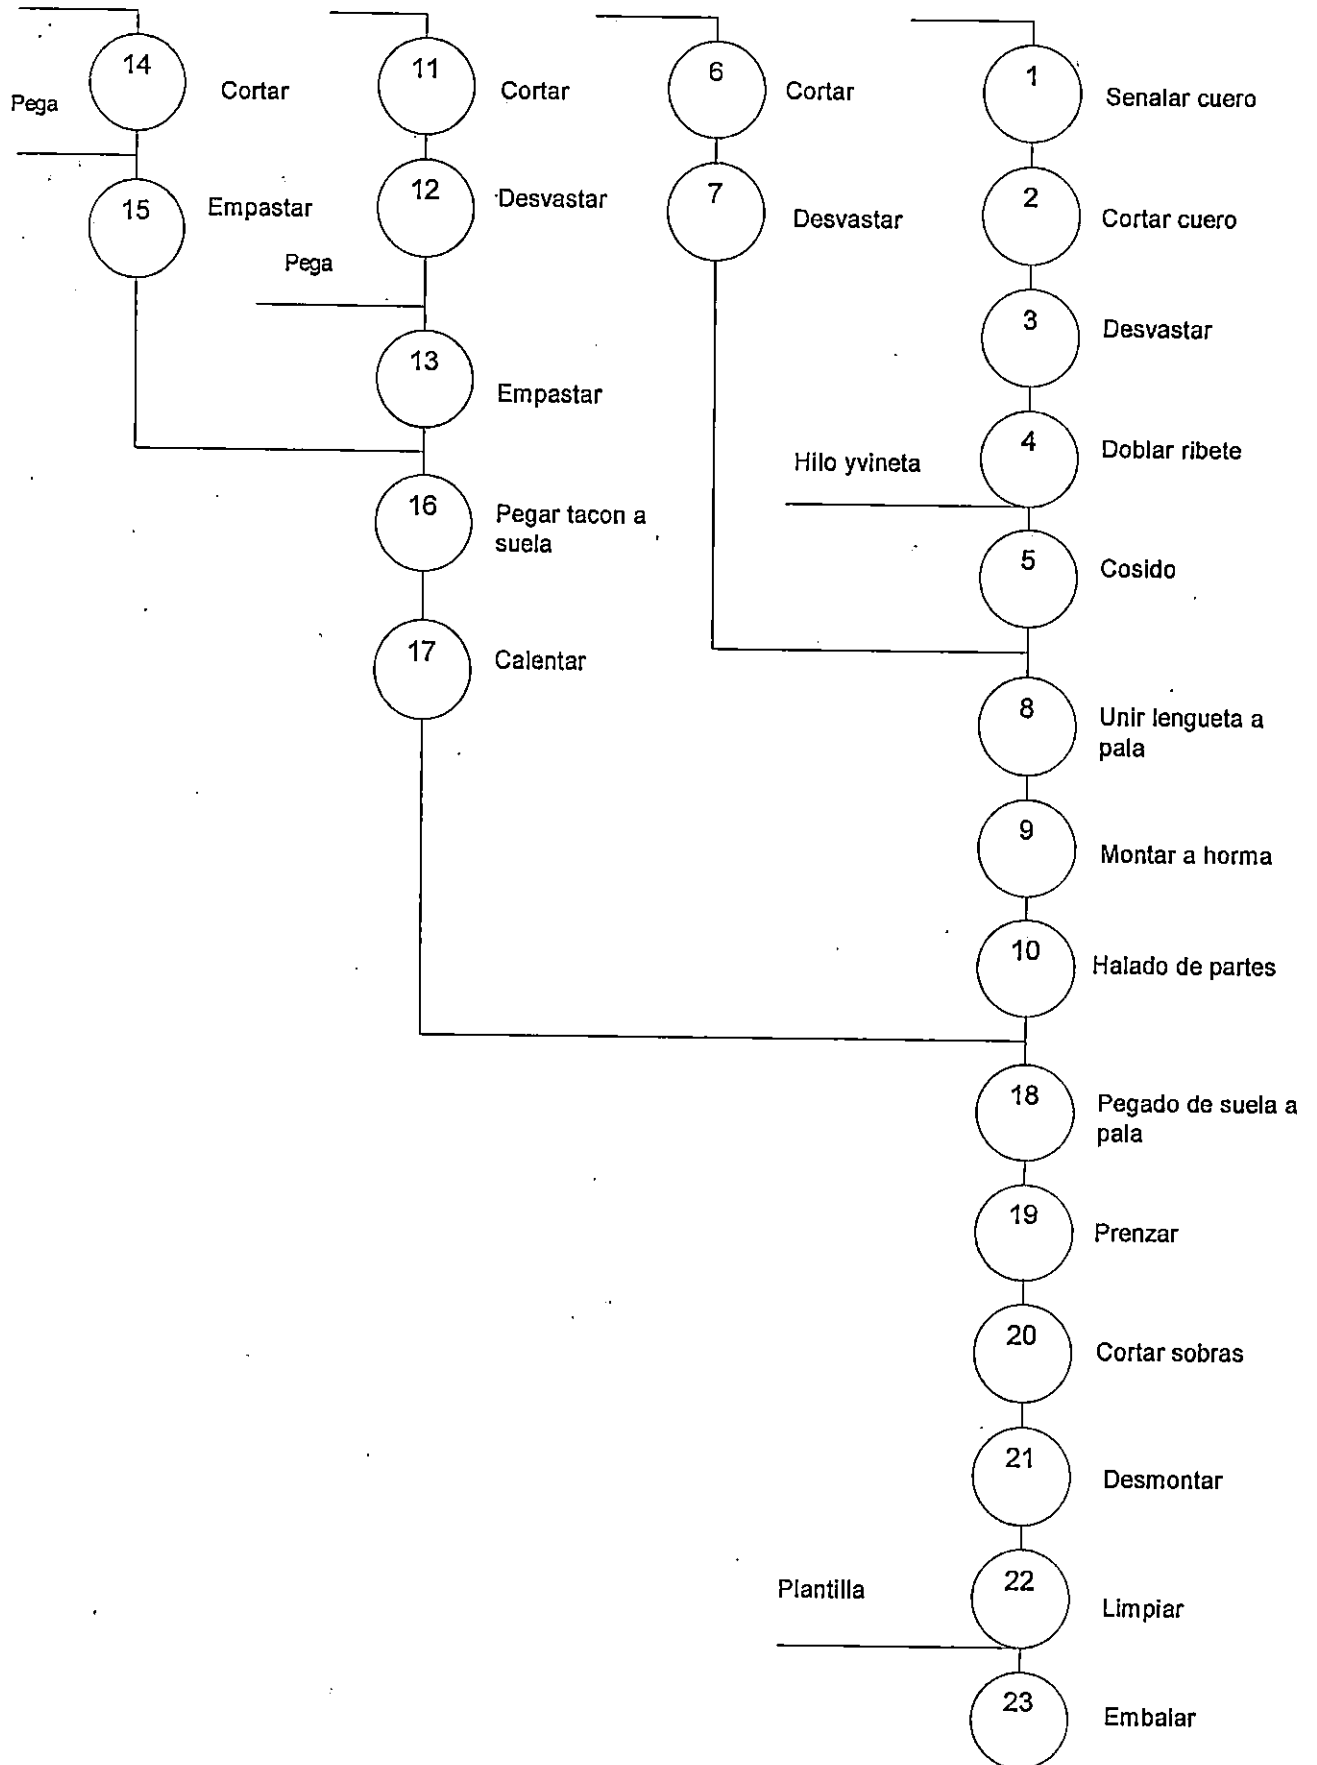 14
Cortar
Pega
15
Empastar
11
Cortar
12
Desvastar
Pega
13
Empastar
16
Pegar tacon a
suela
17
Calentar
6
Cortar
7
Desvastar
1
Senalar cuero
2
Cortar cuero
3
Desvastar
4
Doblar ribete
Hilo yvineta
5
Cosido
8
Unir lengueta a
pala
9
Montar a horma
10
Halado de partes
18
Pegado de suela a
pala
19
Prenzar
20
Cortar sobras
21
Desmontar
22
Limpiar
Plantilla
23
Embalar